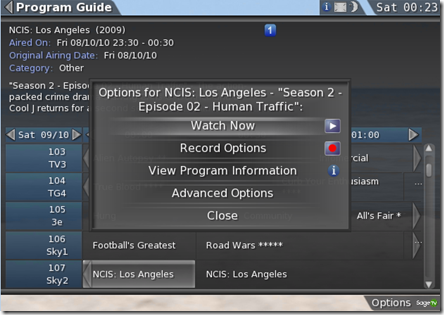 Program Guide
Sat 00:23
NCIS: Los Angeles (2009)
1
Aired On: Fri 08/10/10 23:30 - 00:30
Original Airing Date: Fri 08/10/10
Category: Other
"Season 2 - Episo
packed crime dran
Cool J returns for a
Options for NCIS: Los Angeles - "Season 2 -
Episode 02 - Human Traffic":
Watch Now
Record Options
View Program Information
Advanced Options
Close
Sat 09/10
01:00
103
TV3
rcial
104
TG4
usiasm
...
105
3e
All's Fair *
106
Sky1
Football's Greatest
Road Wars *****
...
107
Sky2
NCIS: Los Angeles
NCIS: Los Angeles
Options
SageTV